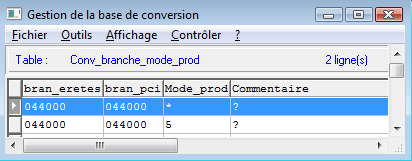 Gestion de la base de conversion
Fichier Outils Affichage Contrôler ?
Table : Conv_branche_mode_prod 2 ligne(s)
bran_eretes bran_pci Mode_prod Commentaire
044000 044000 * ?
044000 044000 5 ?